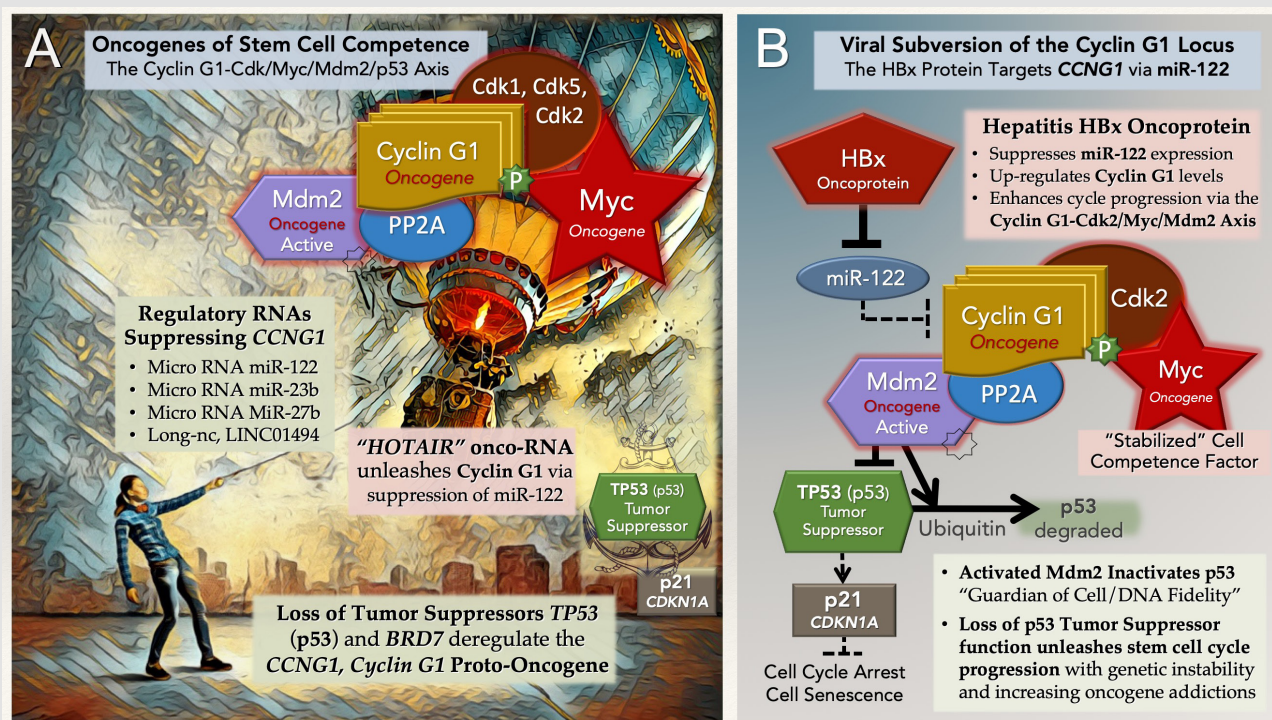 A
Oncogenes of Stem Cell Competence
The Cyclin G1-Cdk/Myc/Mdm2/p53 Axis
Cdk1, Cdk5,
Cdk2
Cyclin G1
Oncogene
P
Mdm2
Oncogene
Active
PP2A
Myc
Oncogene
Regulatory RNAs
Suppressing CCNG1
• Micro RNA miR-122
• Micro RNA miR-23b
• Micro RNA MiR-27b
• Long-nc, LINC01494
"HOTAIR" onco-RNA
unleashes Cyclin G1 via
suppression of miR-122
TP53 (p53)
Tumor
Suppressor
p21
CDKN1A
Loss of Tumor Suppressors TP53
(p53) and BRD7 deregulate the
CCNG1, Cyclin G1 Proto-Oncogene
B
Viral Subversion of the Cyclin G1 Locus
The HBx Protein Targets CCNG1 via miR-122
HBx
Oncoprotein
Hepatitis HBx Oncoprotein
• Suppresses miR-122 expression
• Up-regulates Cyclin G1 levels
• Enhances cycle progression via the
Cyclin G1-Cdk2/Myc/Mdm2 Axis
miR-122
Cyclin G1
Oncogene
Cdk2
P
Mdm2
Oncogene
Active
PP2A
Myc
Oncogene
"Stabilized" Cell
Competence Factor
TP53 (p53)
Tumor
Suppressor
Ubiquitin
p53
degraded
p21
CDKN1A
Cell Cycle Arrest
Cell Senescence
• Activated Mdm2 Inactivates p53
"Guardian of Cell/DNA Fidelity"
• Loss of p53 Tumor Suppressor
function unleashes stem cell cycle
progression with genetic instability
and increasing oncogene addictions